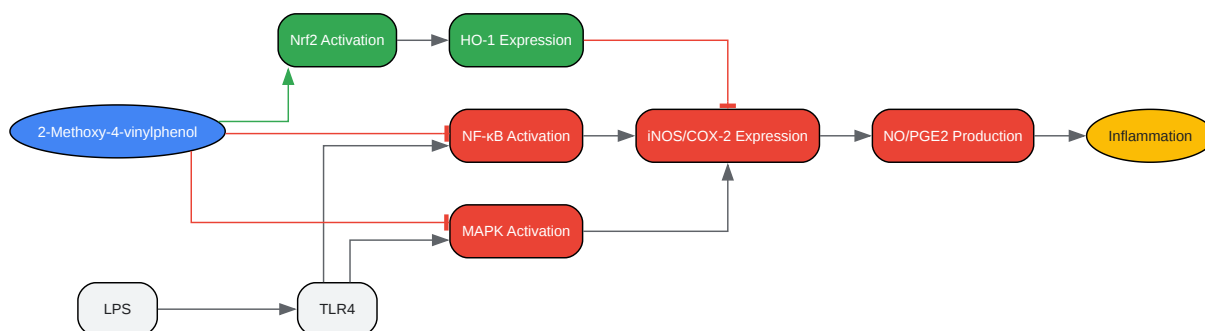 Nrf2 Activation
HO-1 Expression
2-Methoxy-4-vinylphenol
NF-κB Activation
iNOS/COX-2 Expression
NO/PGE2 Production
Inflammation
MAPK Activation
LPS
TLR4